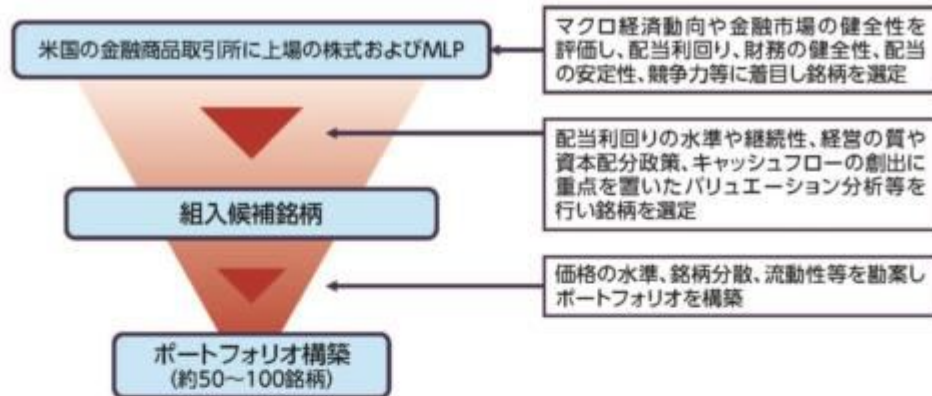 米国の金融商品取引所に上場の株式およびMLP
マクロ経済動向や金融市場の健全性を
評価し、配当利回り、財務の健全性、配当
の安定性、競争力等に着目し銘柄を選定
配当利回りの水準や継続性、経営の質や
資本配分政策、キャッシュフローの創出に
重点を置いたバリュエーション分析等を
行い銘柄を選定
組入候補銘柄
価格の水準、銘柄分散、流動性等を勘案し
ポートフォリオを構築
ポートフォリオ構築
(約50〜100銘柄)